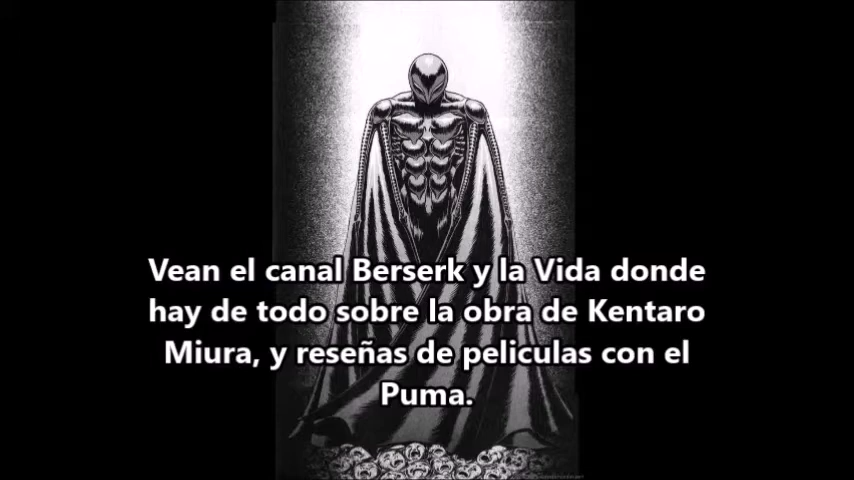 Vean el canal Berserk y la Vida donde
hay de todo sobre la obra de Kentaro
Miura, y reseñas de peliculas con el
Puma.